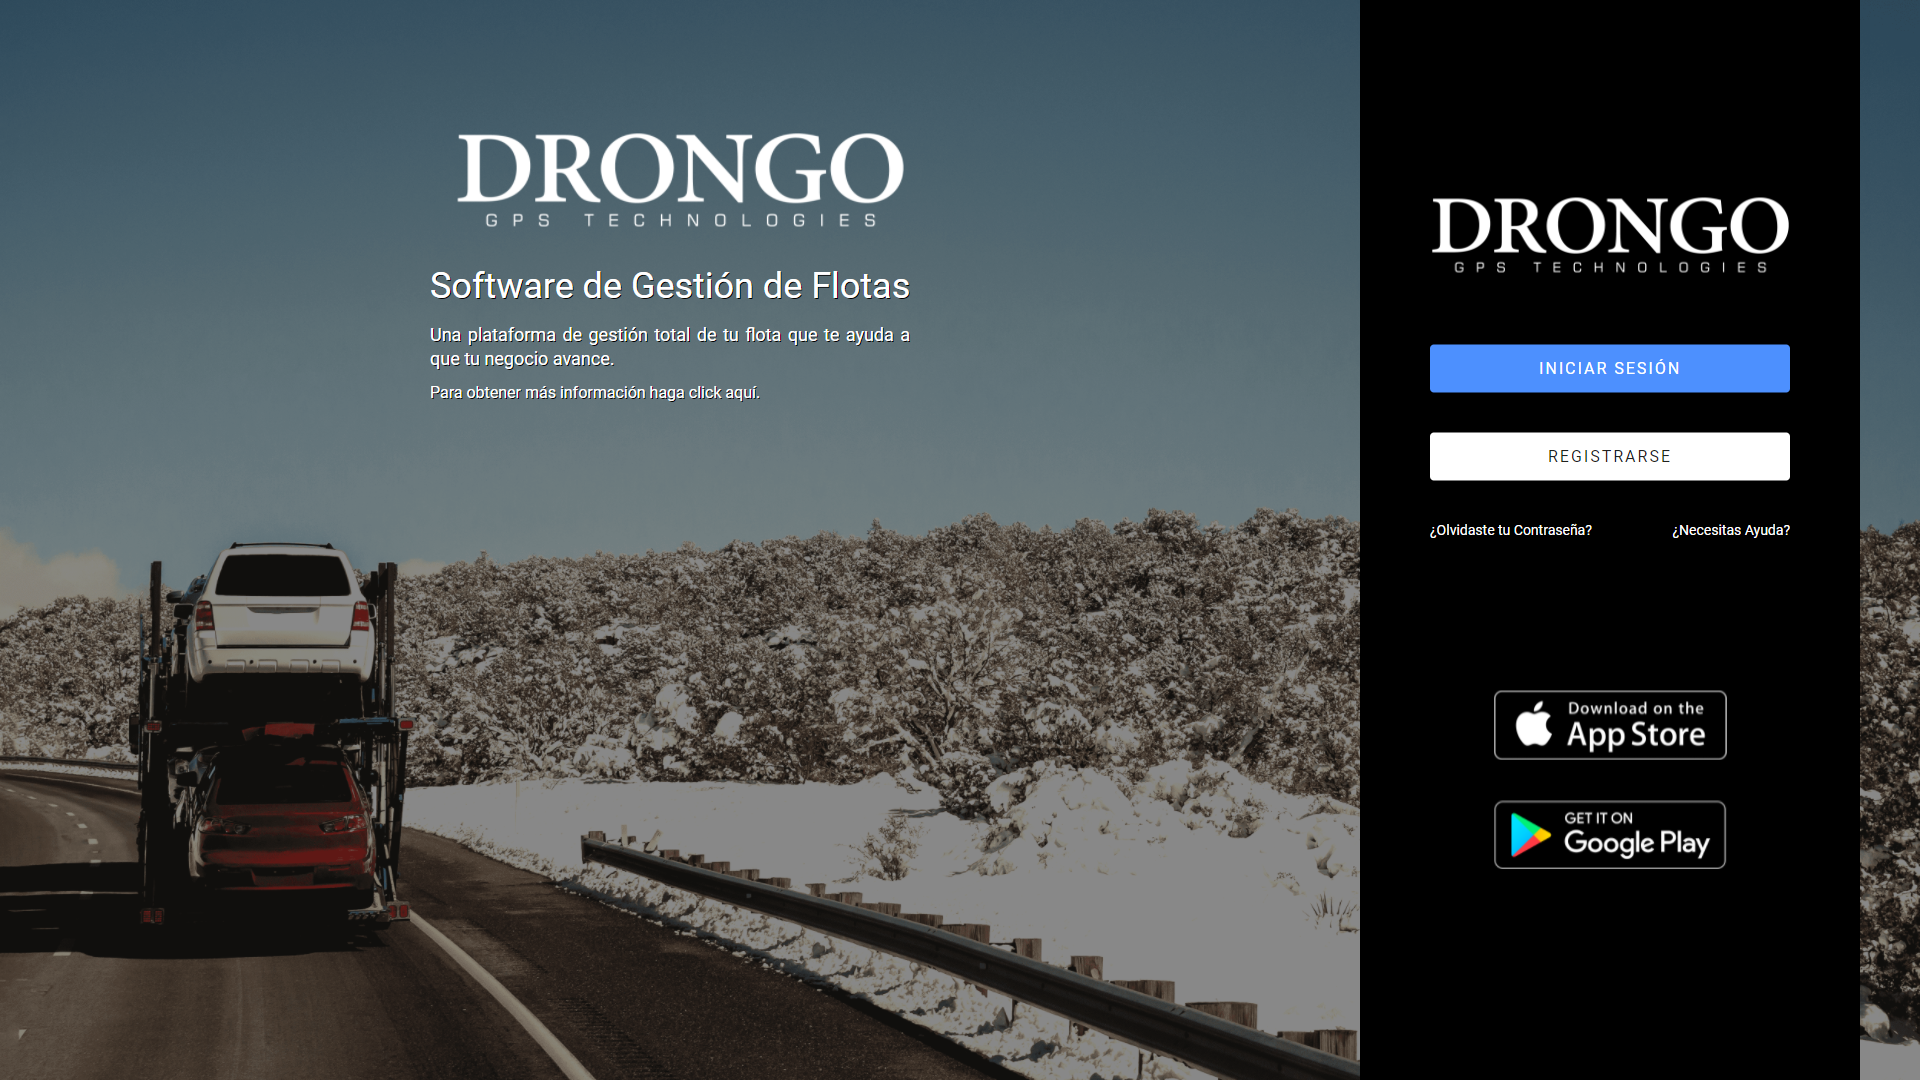 DRONGO
GPS TECHNOLOGIES
Software de Gestión de Flotas
Una plataforma de gestión total de tu flota que te ayuda a
que tu negocio avance.
Para obtener más información haga click aquí.
DRONGO
GPS TECHNOLOGIES
INICIAR SESIÓN
REGISTRARSE
¿Olvidaste tu Contraseña?
¿Necesitas Ayuda?
Download on the
App Store
GET IT ON
Google Play